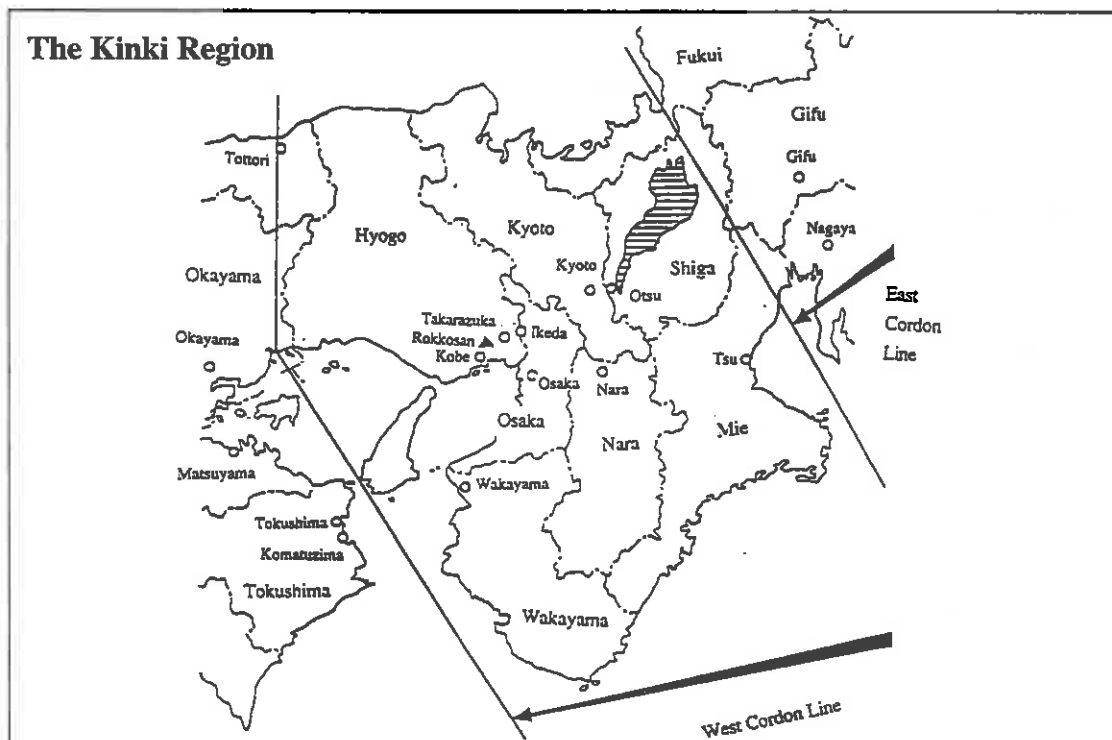 The Kinki Region
Fukui
Gifu
Gifu
Tottori
Nagaya
Hyogo
Kyoto
Kyoto
Shiga
Otsu
Okayama
East
Cordon
Line
Takarazuka
Ikeda
Rokkosan
Kobe
Okayama
Tsu
Osaka
Nara
Osaka
Nara
Mie
Matsuyama
Wakayama
Tokushima
Komatuzima
Tokushima
Wakayama
West Cordon Line